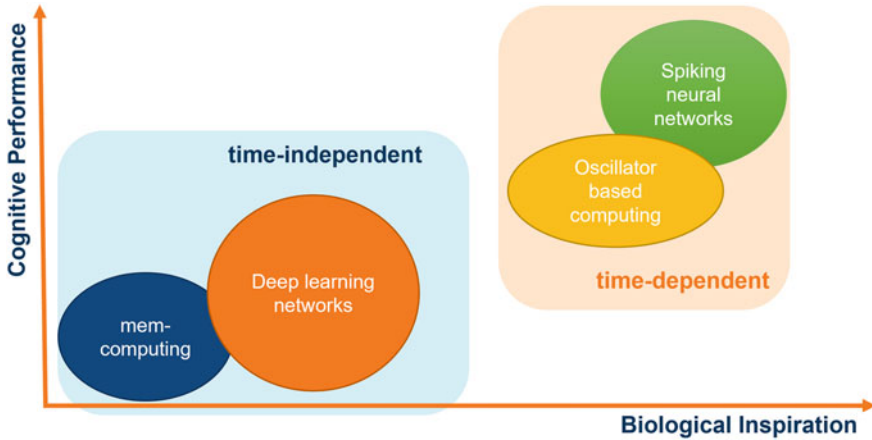 Cognitive Performance
Spiking
neural
networks
time-independent
Oscillator
based
computing
Deep learning
networks
time-dependent
mem-
computing
Biological Inspiration